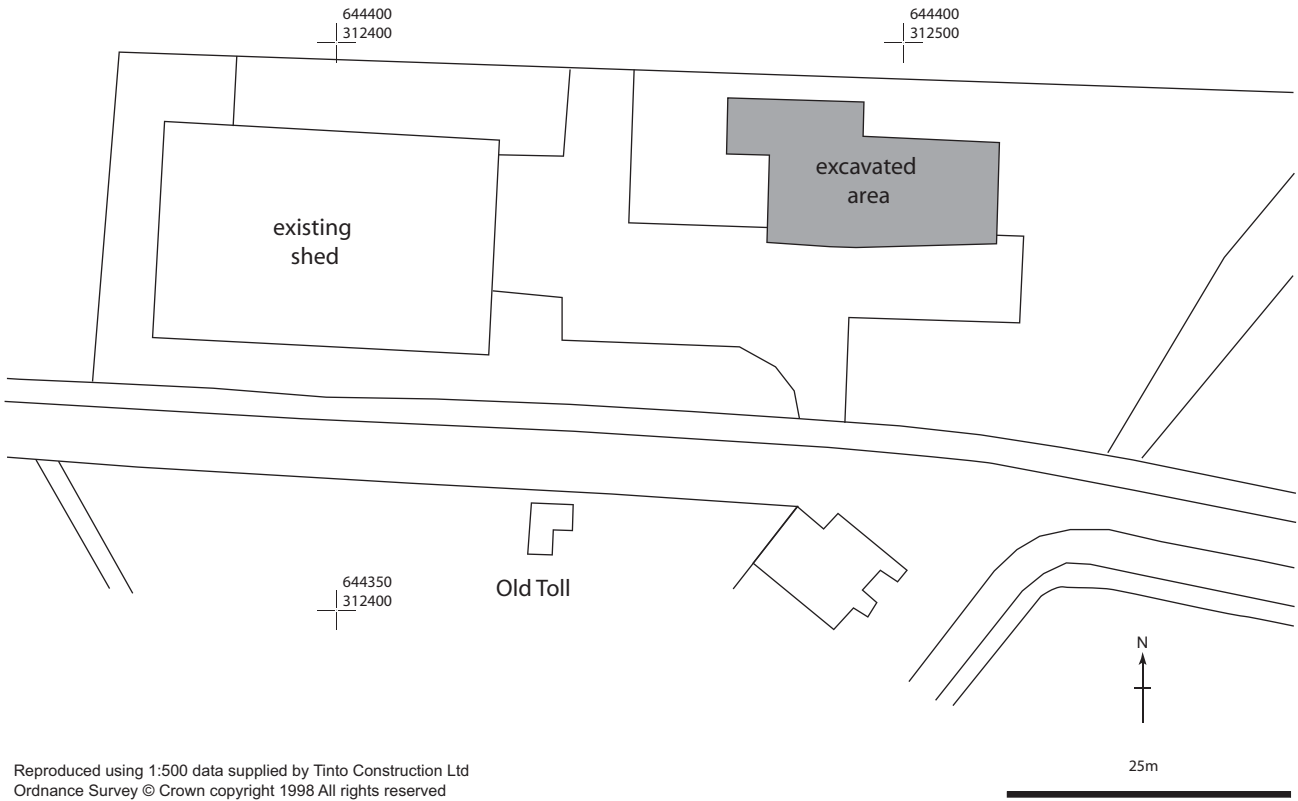 644400
312400
644400
312500
existing
shed
excavated
area
644350
312400
Old Toll
N
25m
Reproduced using 1:500 data supplied by Tinto Construction Ltd
Ordnance Survey © Crown copyright 1998 All rights reserved